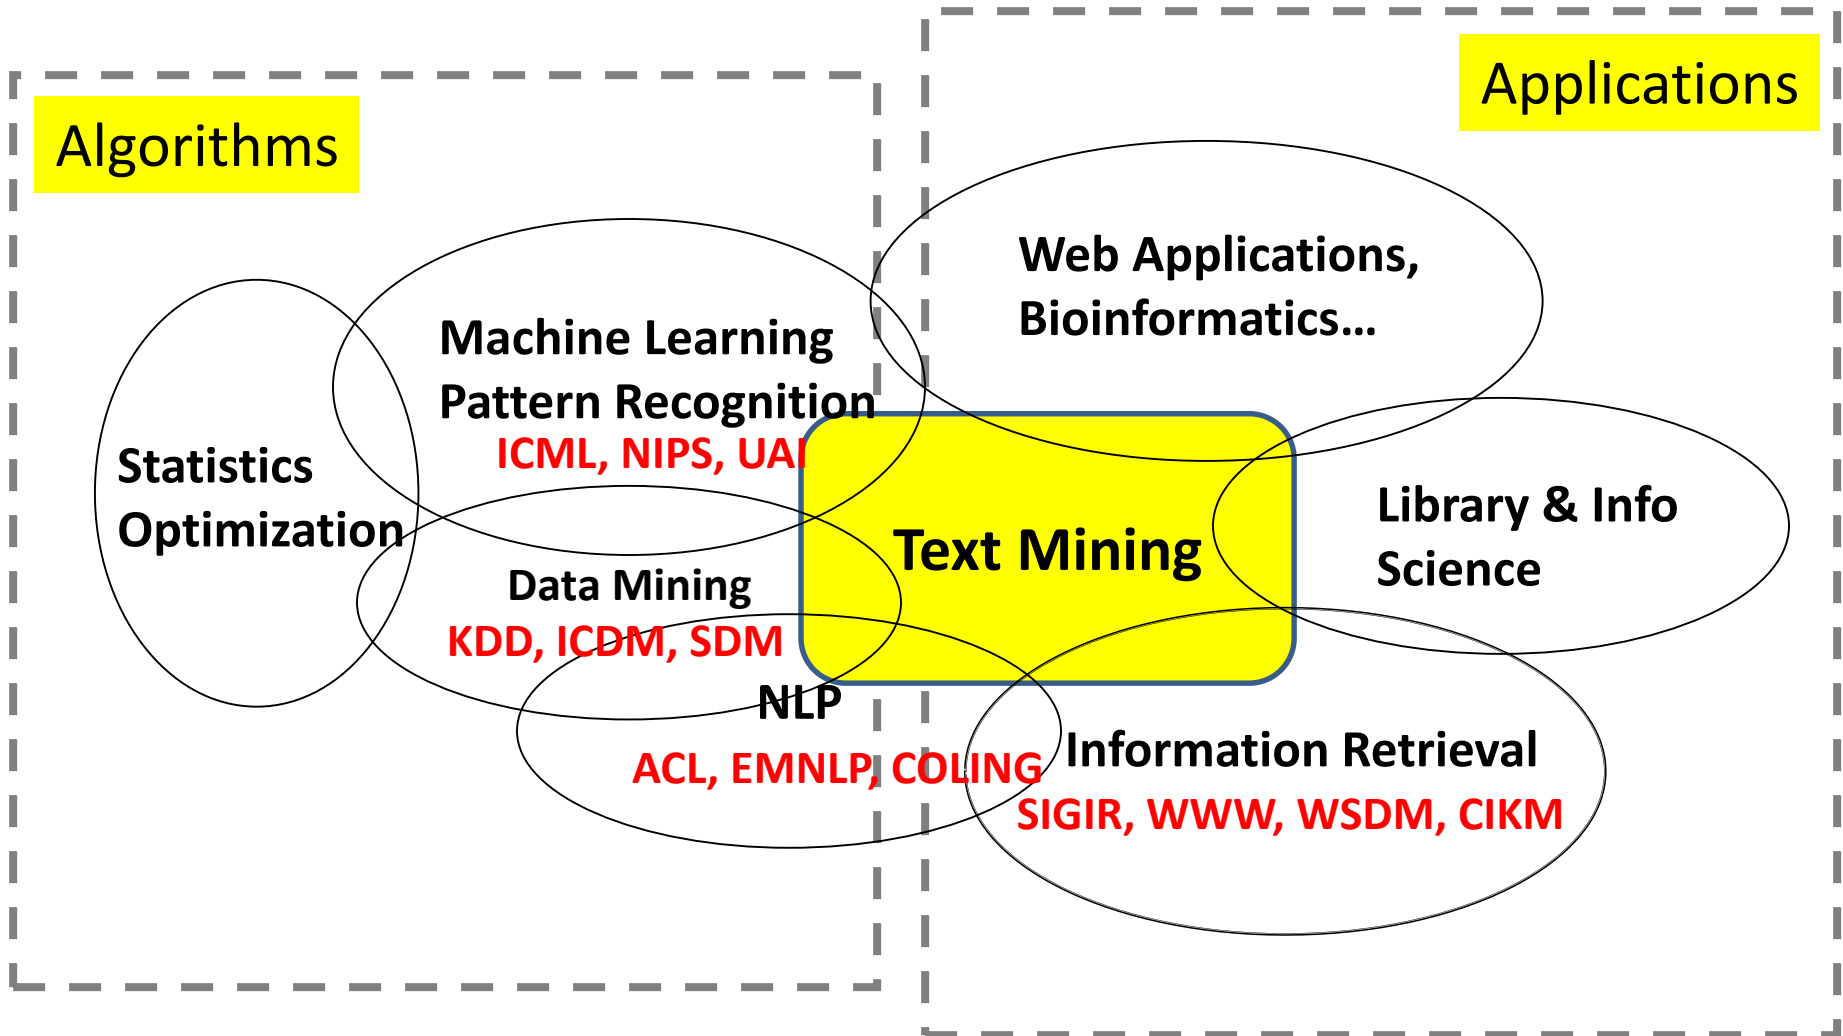 Applications
Algorithms
Web Applications,
Bioinformatics…
Machine Learning
Pattern Recognition
ICML, NIPS, UAI
Statistics
Optimization
Text Mining
Library & Info
Science
Data Mining
KDD, ICDM, SDM
NLP
ACL, EMNLP, COLING
Information Retrieval
SIGIR, WWW, WSDM, CIKM